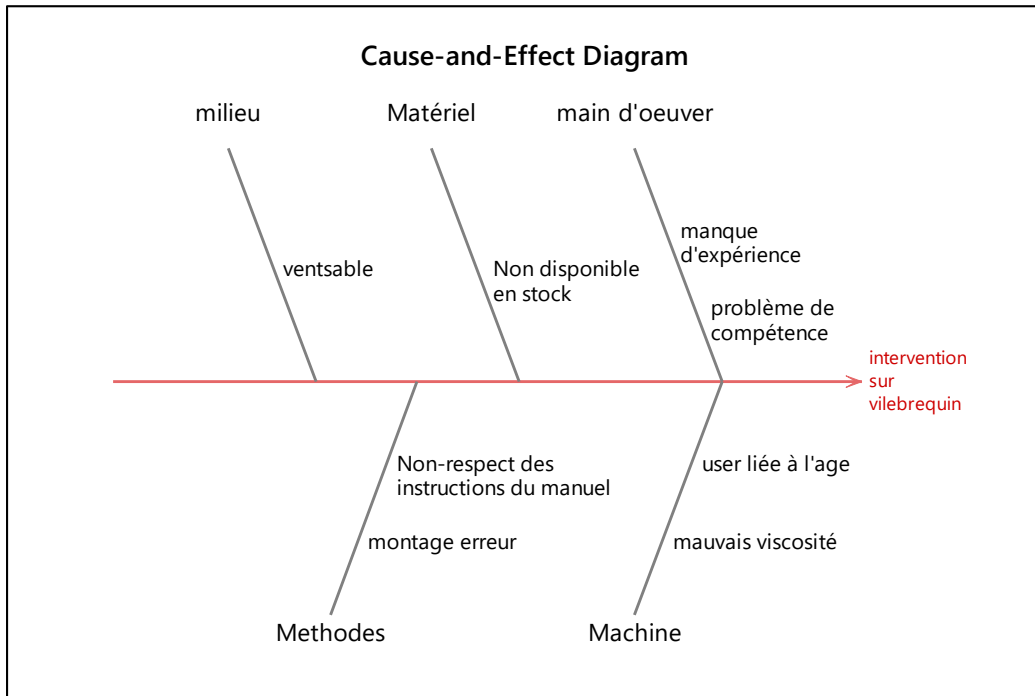 Cause-and-Effect Diagram
milieu
Matériel
main d'oeuver
manque
d'expérience
ventsable
Non disponible
en stock
problème de
compétence
intervention
sur
vilebrequin
Non-respect des
instructions du manuel
user liée à l'age
montage erreur
mauvais viscosité
Methodes
Machine